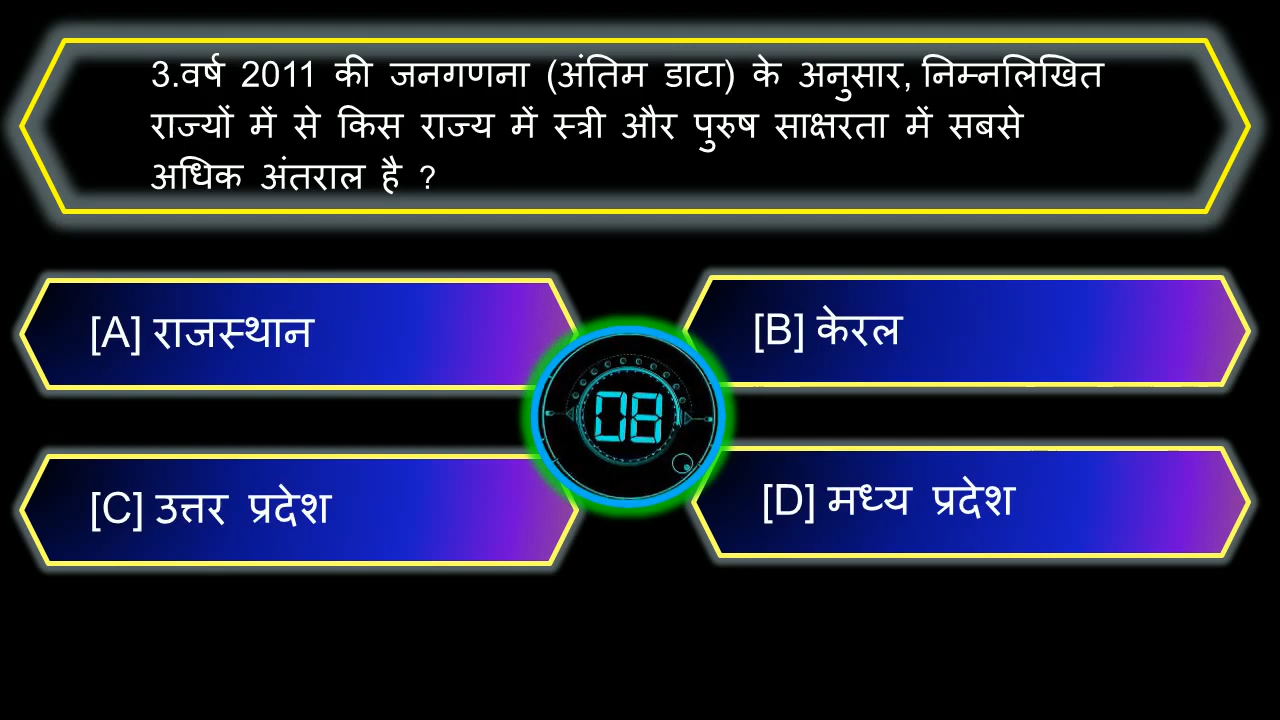 3.वर्ष 2011 की जनगणना (अंतिम डाटा) के अनुसार, निम्नलिखित
राज्यों में से किस राज्य में स्त्री और पुरुष साक्षरता में सबसे
अधिक अंतराल है ?
[A] राजस्थान
[B] केरल
08
[C] उत्तर प्रदेश
[D] मध्य प्रदेश